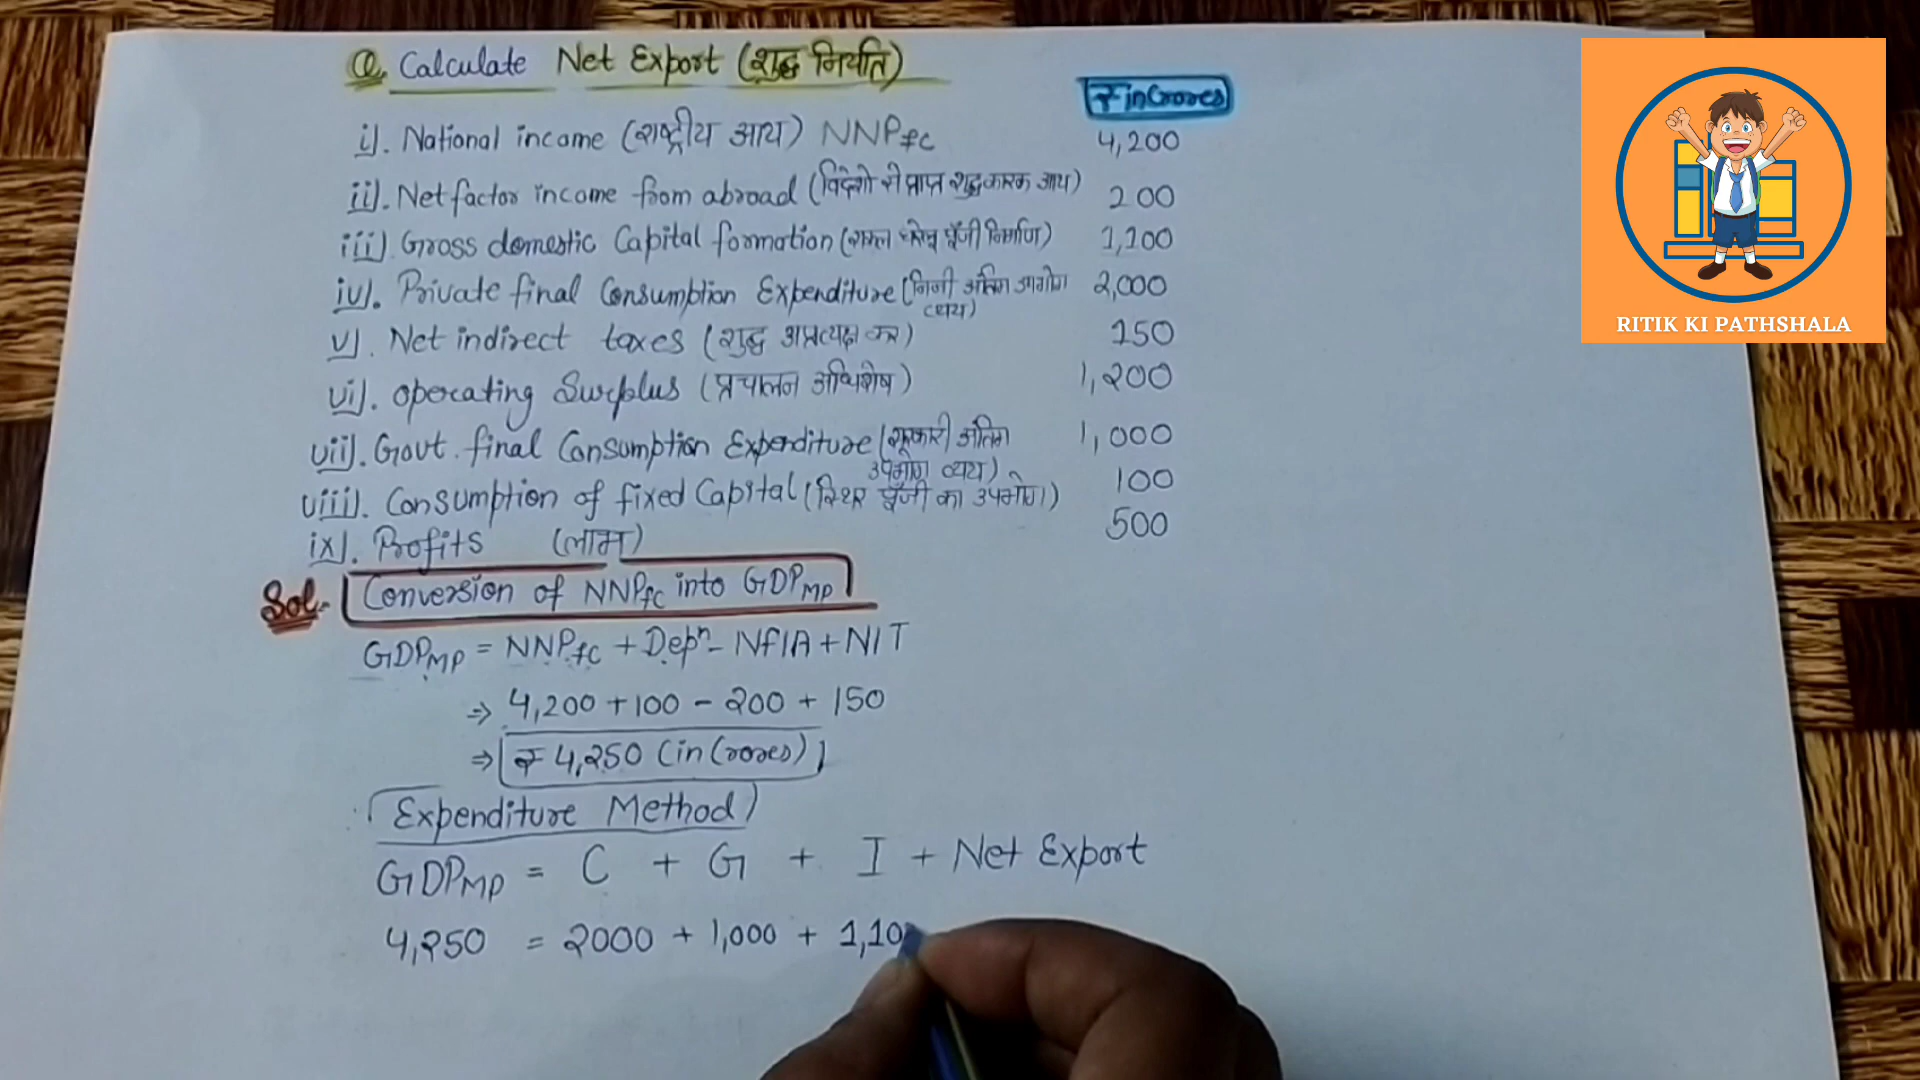 Q. Calculate Net Export (शुद्ध निर्यात)
₹ in Crores
i). National income (राष्ट्रीय आय) NNPfc 4,200
ii). Net factor income from abroad (विदेशो से प्राप्त शुद्ध कारक आय) 200
iii). Gross domestic Capital formation (सकल घरेलू पूँजी निर्माण) 1,100
iv). Private final Consumption Expenditure (निजी अंतिम उपभोग व्यय) 2,000
v). Net indirect taxes (शुद्ध अप्रत्यक्ष कर) 150
vi). Operating Surplus (प्रचालन अधिशेष) 1,200
vii). Govt. final Consumption Expenditure (सरकारी अंतिम उपभोग व्यय) 1,000
viii). Consumption of fixed Capital (स्थिर पूँजी का उपभोग) 100
ix). Profits (लाभ) 500
Sol- Conversion of NNPfc into GDPMP
GDPMP = NNPfc + Depⁿ - NFIA + NIT
⇒ 4,200 + 100 - 200 + 150
⇒ ₹ 4,250 (in Crores)
Expenditure Method
GDPMP = C + G + I + Net Export
4,250 = 2000 + 1,000 + 1,10
RITIK KI PATHSHALA